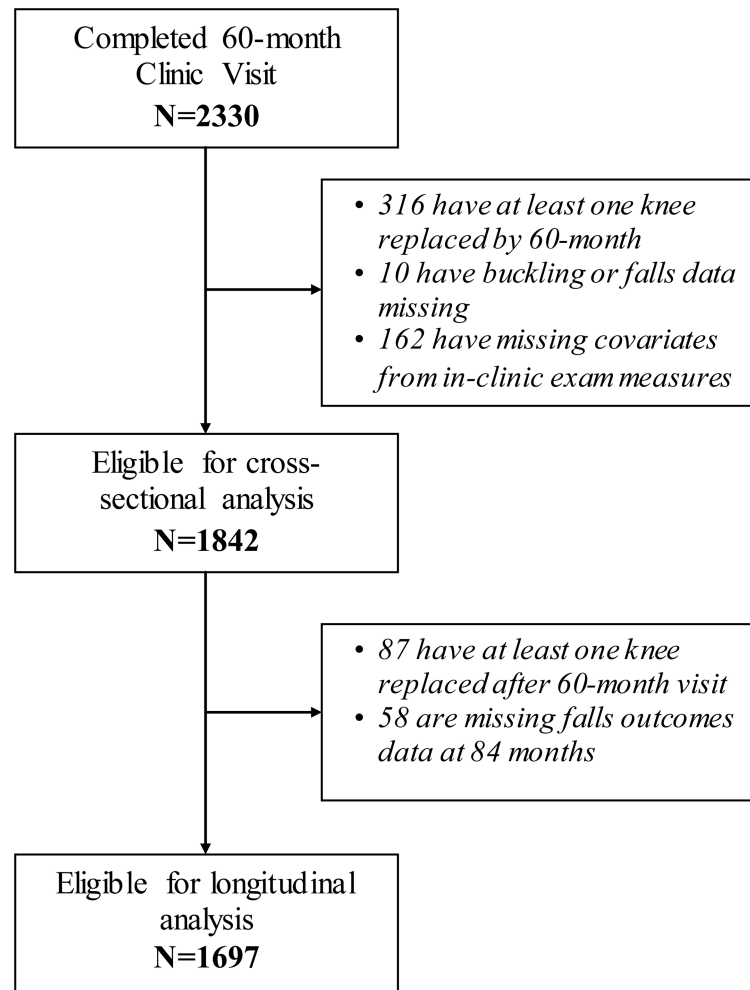 Completed 60-month
Clinic Visit
N=2330
• 316 have at least one knee
replaced by 60-month
• 10 have buckling or falls data
missing
• 162 have missing covariates
from in-clinic exam measures
Eligible for cross-
sectional analysis
N=1842
• 87 have at least one knee
replaced after 60-month visit
• 58 are missing falls outcomes
data at 84 months
Eligible for longitudinal
analysis
N=1697